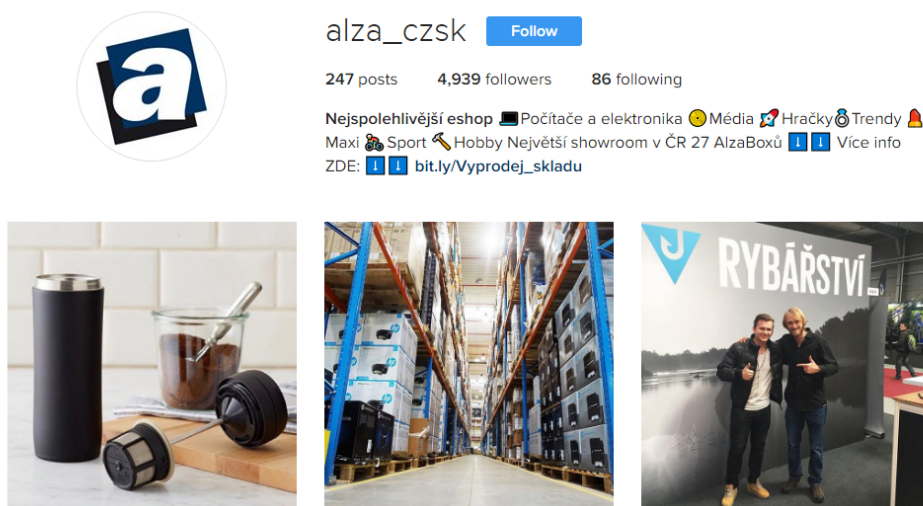 alza_czsk Follow
247 posts 4,939 followers 86 following
Nejspolehlivější eshop 💻Počítače a elektronika 📀Média 🚀Hračky💍Trendy 🚨
Maxi 🚴Sport 🔨Hobby Největší showroom v ČR 27 AlzaBoxů ⬇️⬇️ Více info
ZDE: ⬇️⬇️ bit.ly/Vyprodej_skladu
a
RYBÁŘSTVÍ